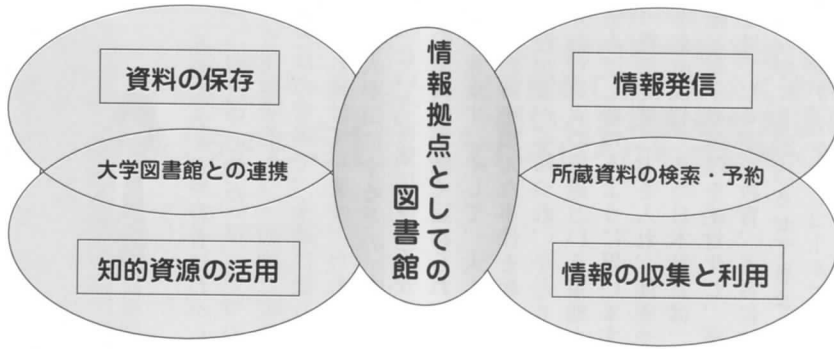 資料の保存
大学図書館との連携
知的資源の活用
情報拠点としての
図書館
情報発信
所蔵資料の検索・予約
情報の収集と利用